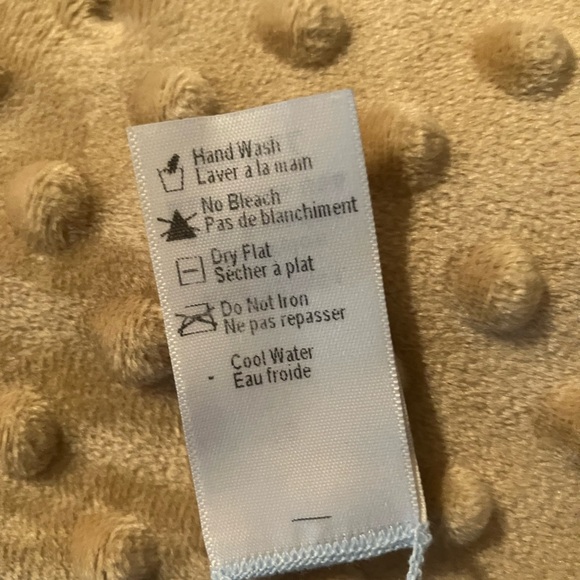 Hand Wash
Laver a la main
No Bleach
Pas de blanchiment
Dry Flat
Sécher à plat
Do Not Iron
Ne pas repasser
Cool Water
Eau froide